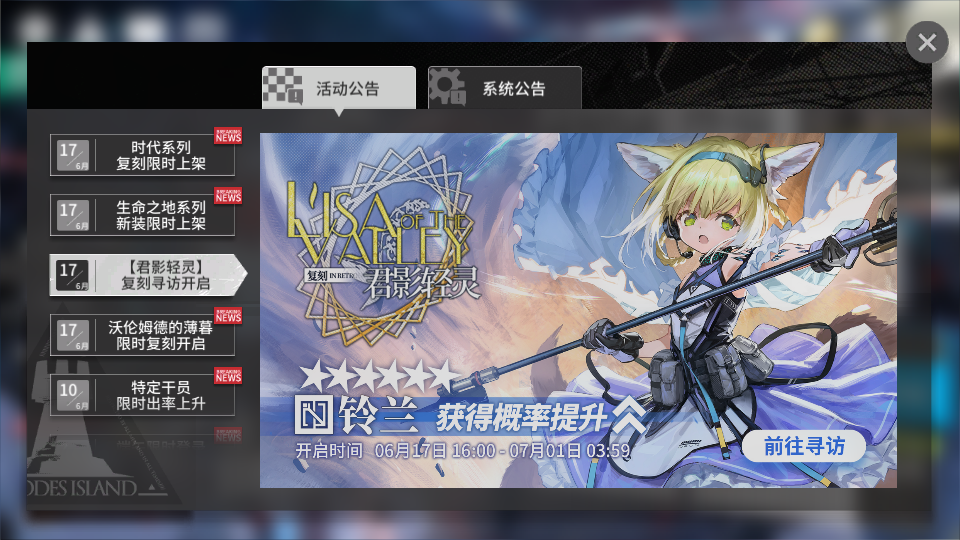 活动公告
系统公告
17
6月
时代系列
复刻限时上架
BREAKING
NEWS
17
6月
生命之地系列
新装限时上架
BREAKING
NEWS
17
6月
【君影轻灵】
复刻寻访开启
17
6月
沃伦姆德的薄暮
限时复刻开启
BREAKING
NEWS
10
6月
特定干员
限时出率上升
BREAKING
NEWS
NEWS
ODES ISLAND
L'ISA OF THE
VALLEY
复刻 IN RETRO
君影轻灵
铃兰 获得概率提升
开启时间 06月17日 16:00 - 07月01日 03:59
前往寻访